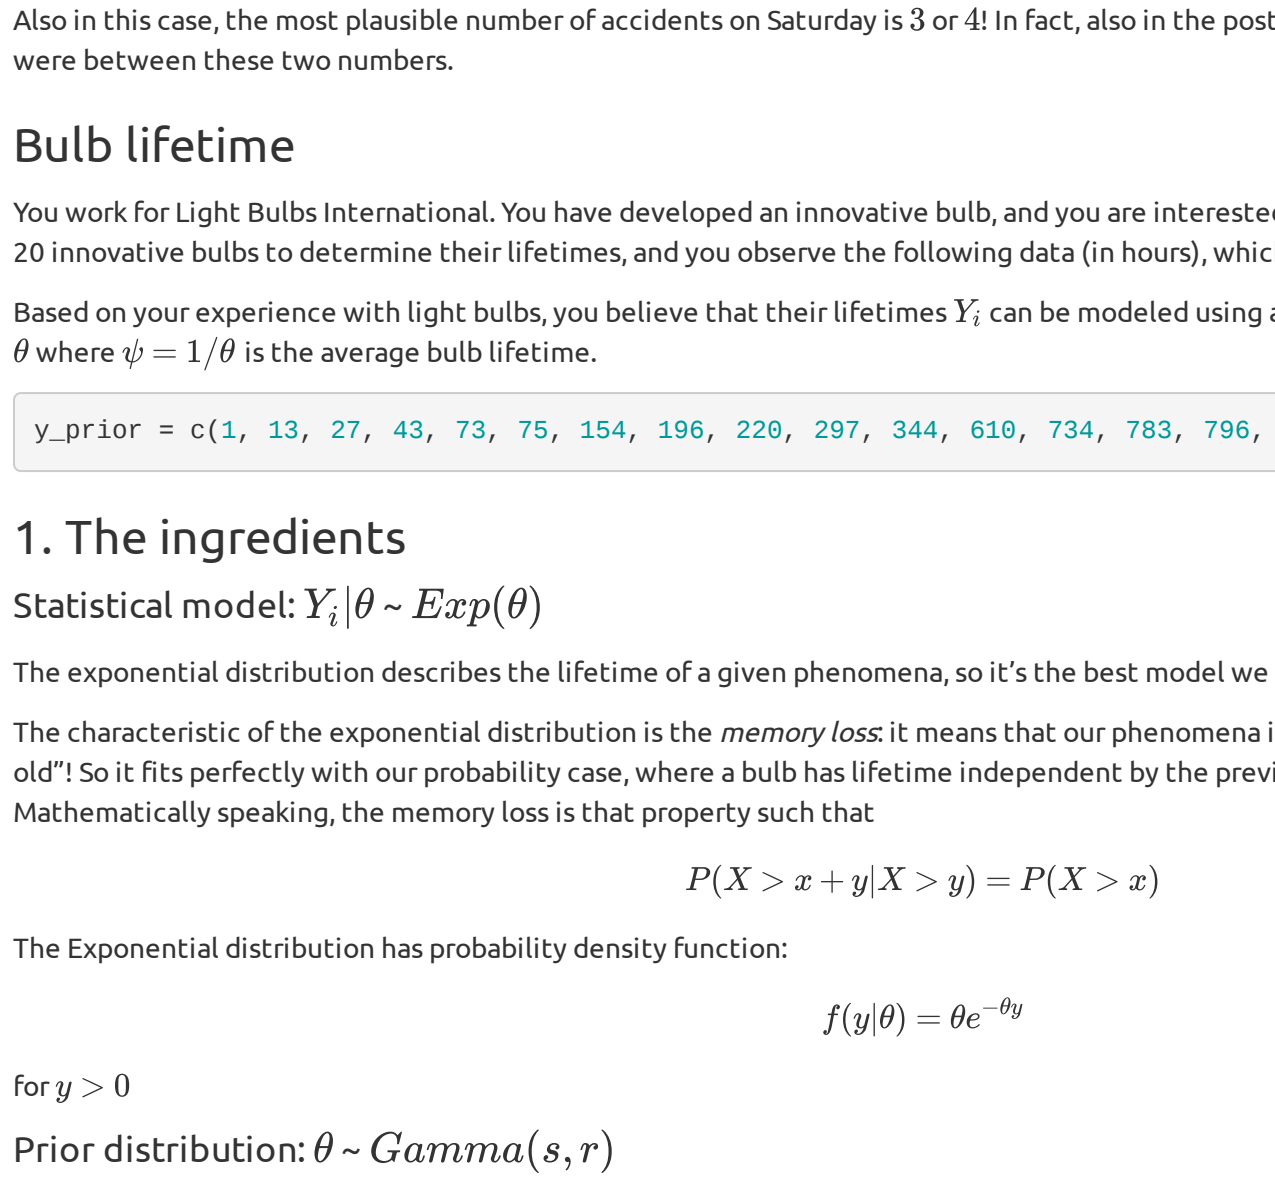 Also in this case, the most plausible number of accidents on Saturday is 3 or 4! In fact, also in the post
were between these two numbers.
Bulb lifetime
You work for Light Bulbs International. You have developed an innovative bulb, and you are interested
20 innovative bulbs to determine their lifetimes, and you observe the following data (in hours), whic
Based on your experience with light bulbs, you believe that their lifetimes Y_i can be modeled using a
θ where ψ = 1/θ is the average bulb lifetime.
y_prior = c(1, 13, 27, 43, 73, 75, 154, 196, 220, 297, 344, 610, 734, 783, 796,
1. The ingredients
Statistical model: Y_i|θ ~ Exp(θ)
The exponential distribution describes the lifetime of a given phenomena, so it’s the best model we
The characteristic of the exponential distribution is the memory loss: it means that our phenomena i
old”! So it fits perfectly with our probability case, where a bulb has lifetime independent by the previ
Mathematically speaking, the memory loss is that property such that
P(X > x + y|X > y) = P(X > x)
The Exponential distribution has probability density function:
f(y|θ) = θe^{−θy}
for y > 0
Prior distribution: θ ~ Gamma(s, r)